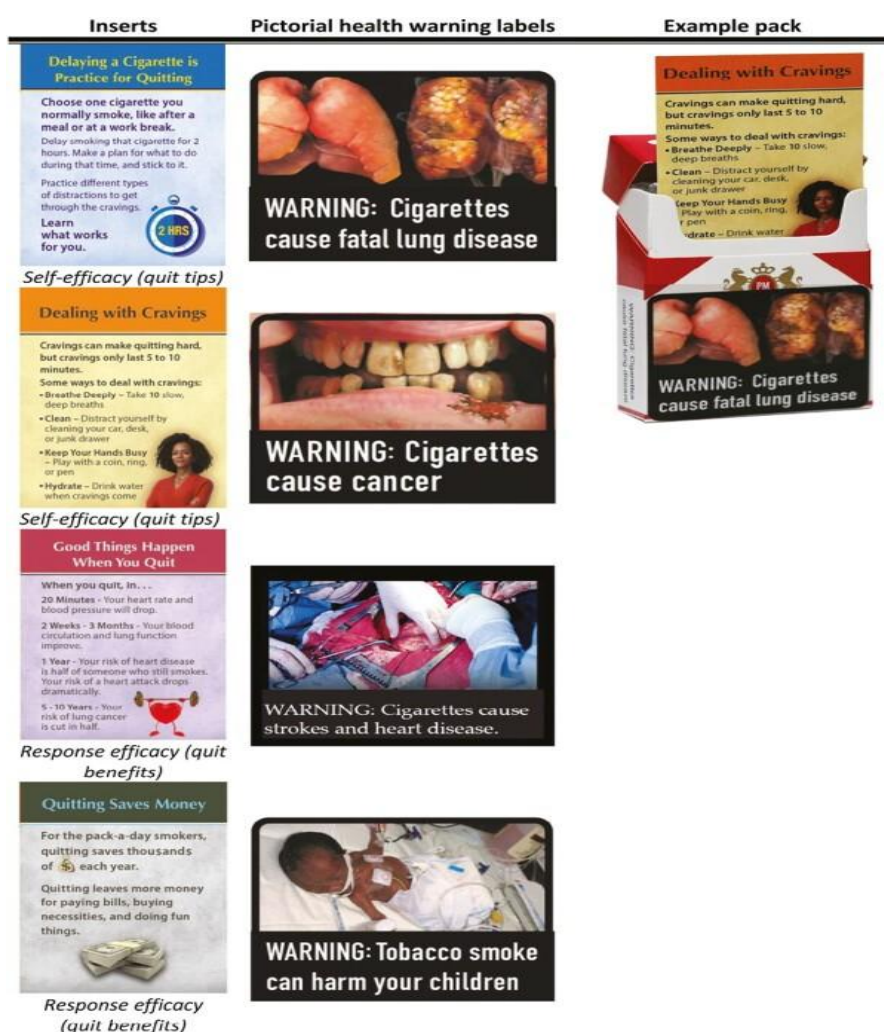 Inserts
Pictorial health warning labels
Example pack
Delaying a Cigarette is
Practice for Quitting
Choose one cigarette you
normally smoke, like after a
meal or at a work break.
Delay smoking that cigarette for 2
hours. Make a plan for what to do
during that time, and stick to it.
Practice different types
of distractions to get
through the cravings.
Learn
what works
for you.
2 HRS
Self-efficacy (quit tips)
WARNING: Cigarettes
cause fatal lung disease
Dealing with Cravings
Cravings can make quitting hard,
but cravings only last 5 to 10
minutes.
Some ways to deal with cravings:
•Breathe Deeply – Take 10 slow,
deep breaths
•Clean – Distract yourself by
cleaning your car, desk,
or junk drawer
Keep Your Hands Busy
– Play with a coin, ring,
or pen
Hydrate – Drink water
PM
WARNING: Cigarettes
cause fatal lung disease
WARNING: Cigarettes
cause fatal lung disease
Dealing with Cravings
Cravings can make quitting hard,
but cravings only last 5 to 10
minutes.
Some ways to deal with cravings:
•Breathe Deeply – Take 10 slow,
deep breaths
•Clean – Distract yourself by
cleaning your car, desk,
or junk drawer
•Keep Your Hands Busy
– Play with a coin, ring,
or pen
•Hydrate – Drink water
when cravings come
Self-efficacy (quit tips)
WARNING: Cigarettes
cause cancer
Good Things Happen
When You Quit
When you quit, in...
20 Minutes - Your heart rate and
blood pressure will drop.
2 Weeks - 3 Months - Your blood
circulation and lung function
improve.
1 Year - Your risk of heart disease
is half of someone who still smokes.
Your risk of a heart attack drops
dramatically.
5 - 10 Years - Your
risk of lung cancer
is cut in half.
Response efficacy (quit
benefits)
WARNING: Cigarettes cause
strokes and heart disease.
Quitting Saves Money
For the pack-a-day smokers,
quitting saves thousands
of $ each year.
Quitting leaves more money
for paying bills, buying
necessities, and doing fun
things.
Response efficacy
(quit benefits)
WARNING: Tobacco smoke
can harm your children